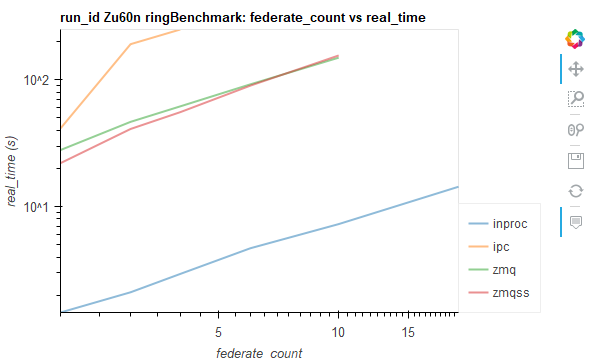 run_id Zu60n ringBenchmark: federate_count vs real_time
10^2
real_time (s)
10^1
inproc
ipc
zmq
zmqss
5
10
15
federate_count